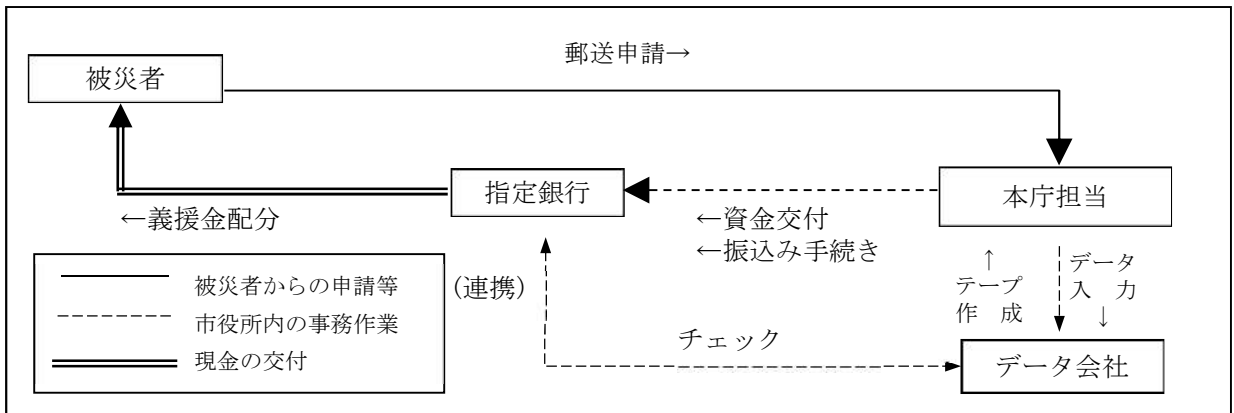 郵送申請→
被災者
指定銀行
本庁担当
←義援金配分
←資金交付
←振込み手続き
被災者からの申請等
市役所内の事務作業
現金の交付
(連携)
チェック
↑
テープ
作　成
データ
入　力
↓
データ会社